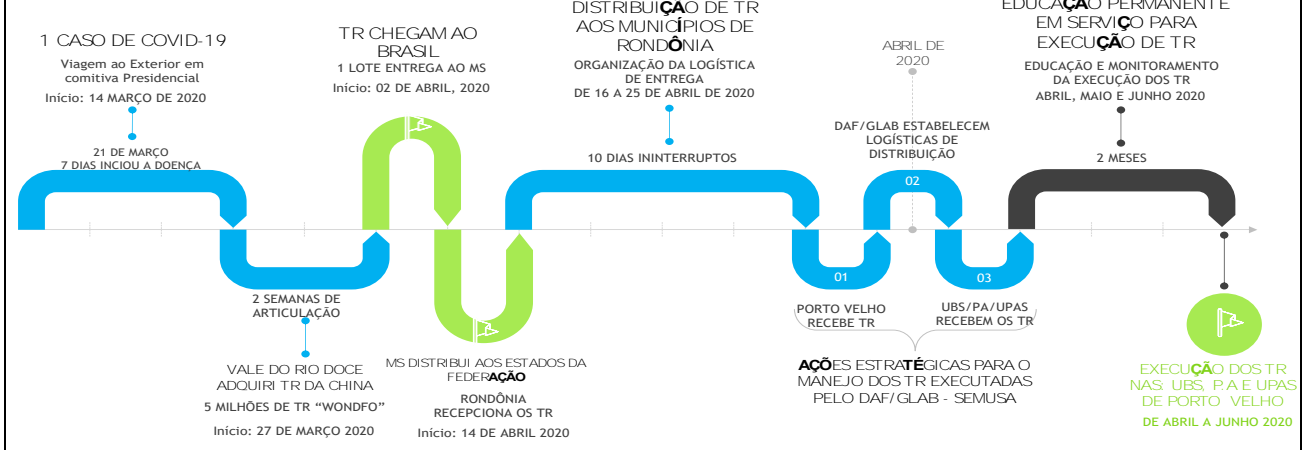 1 CASO DE COVID-19
Viagem ao Exterior em
comitiva Presidencial
Início: 14 MARÇO DE 2020
21 DE MARÇO
7 DIAS INCIOU A DOENÇA
2 SEMANAS DE
ARTICULAÇÃO
VALE DO RIO DOCE
ADQUIRI TR DA CHINA
5 MILHÕES DE TR “WONDFO”
Início: 27 DE MARÇO 2020
TR CHEGAM AO
BRASIL
1 LOTE ENTREGA AO MS
Início: 02 DE ABRIL, 2020
MS DISTRIBUI AOS ESTADOS DA
FEDERAÇÃO
RONDÔNIA
RECEPCIONA OS TR
Início: 14 DE ABRIL 2020
DISTRIBUIÇÃO DE TR
AOS MUNICÍPIOS DE
RONDÔNIA
ORGANIZAÇÃO DA LOGÍSTICA
DE ENTREGA
DE 16 A 25 DE ABRIL DE 2020
10 DIAS ININTERRUPTOS
01
PORTO VELHO
RECEBE TR
ABRIL DE
2020
DAF/GLAB ESTABELECEM
LOGÍSTICAS DE
DISTRIBUIÇÃO
02
03
UBS/PA/UPAS
RECEBEM OS TR
AÇÕES ESTRATÉGICAS PARA O
MANEJO DOS TR EXECUTADAS
PELO DAF/GLAB - SEMUSA
EDUCAÇÃO PERMANENTE
EM SERVIÇO PARA
EXECUÇÃO DE TR
EDUCAÇÃO E MONITORAMENTO
DA EXECUÇÃO DOS TR
ABRIL, MAIO E JUNHO 2020
2 MESES
EXECUÇÃO DOS TR
NAS: UBS, P.A E UPAS
DE PORTO VELHO
DE ABRIL A JUNHO 2020